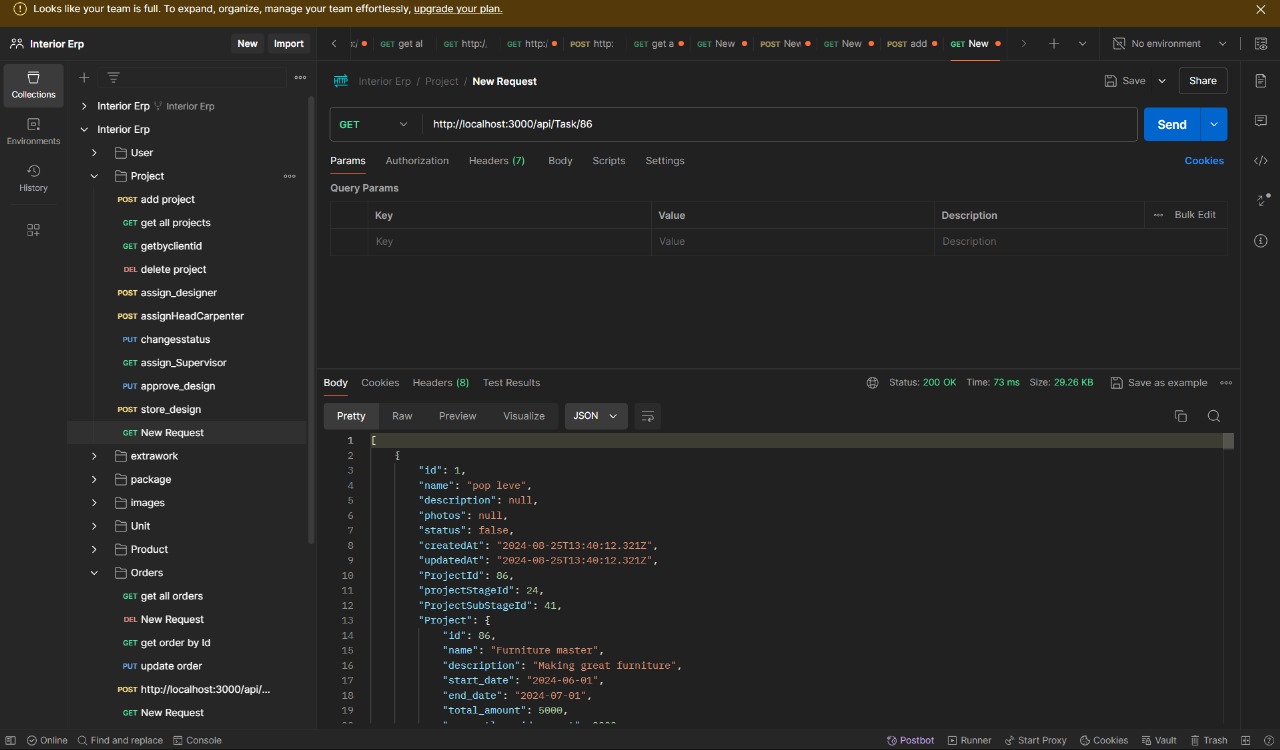 Looks like your team is full. To expand, organize, manage your team effortlessly, upgrade your plan.
Interior Erp
New Import
GET get al GET http:/. GET http:/ POST http: GET get a GET New POST New GET New POST add GET New
No environment
Collections
Environments
History
Interior Erp Interior Erp
Interior Erp
User
Project
POST add project
GET get all projects
GET getbyclientid
DEL delete project
POST assign_designer
POST assignHeadCarpenter
PUT changesstatus
GET assign_Supervisor
PUT approve_design
POST store_design
GET New Request
extrawork
package
images
Unit
Product
Orders
GET get all orders
DEL New Request
GET get order by Id
PUT update order
POST http://localhost:3000/api/...
GET New Request
Interior Erp / Project / New Request
Save Share
GET http://localhost:3000/api/Task/86 Send
Params Authorization Headers (7) Body Scripts Settings Cookies
Query Params
Key Value Description Bulk Edit
Key Value Description
Body Cookies Headers (8) Test Results Status: 200 OK Time: 73 ms Size: 29.26 KB Save as example
Pretty Raw Preview Visualize JSON
1 [
2 {
3 "id": 1,
4 "name": "pop leve",
5 "description": null,
6 "photos": null,
7 "status": false,
8 "createdAt": "2024-08-25T13:40:12.321Z",
9 "updatedAt": "2024-08-25T13:40:12.321Z",
10 "ProjectId": 86,
11 "projectStageId": 24,
12 "ProjectSubStageId": 41,
13 "Project": {
14 "id": 86,
15 "name": "Furniture master",
16 "description": "Making great furniture",
17 "start_date": "2024-06-01",
18 "end_date": "2024-07-01",
19 "total_amount": 5000,
Online Find and replace Console
Postbot Runner Start Proxy Cookies Vault Trash